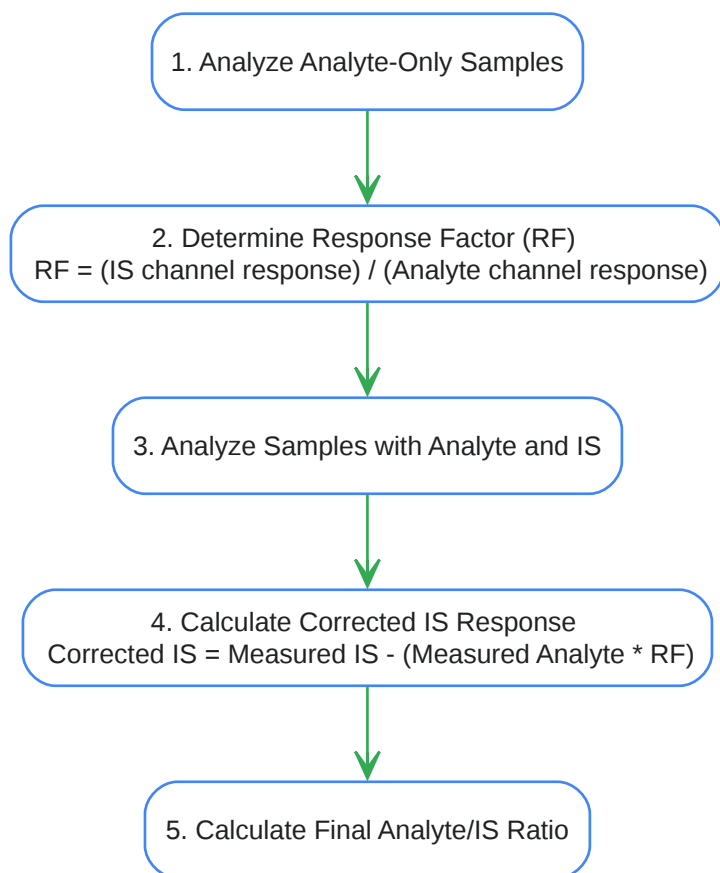 1. Analyze Analyte-Only Samples
2. Determine Response Factor (RF)
RF = (IS channel response) / (Analyte channel response)
3. Analyze Samples with Analyte and IS
4. Calculate Corrected IS Response
Corrected IS = Measured IS - (Measured Analyte * RF)
5. Calculate Final Analyte/IS Ratio